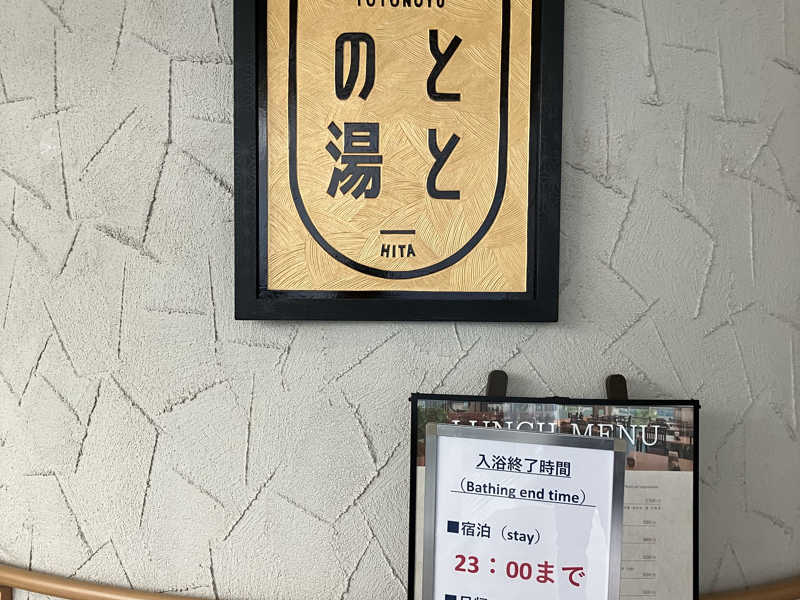 TOTONOYU
とと
の湯
HITA
LUNCH MENU
入浴終了時間
（Bathing end time）
■宿泊（stay）
23：00まで